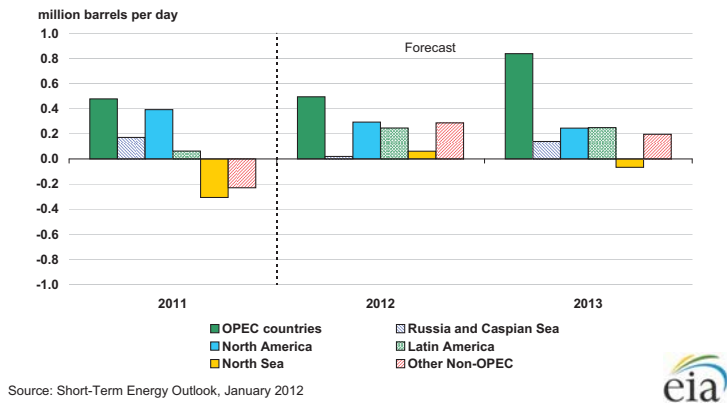 million barrels per day
1.0
0.8
0.6
0.4
0.2
0.0
-0.2
-0.4
-0.6
-0.8
-1.0
Forecast
2011 2012 2013
OPEC countries Russia and Caspian Sea
North America Latin America
North Sea Other Non-OPEC
Source: Short-Term Energy Outlook, January 2012
eia